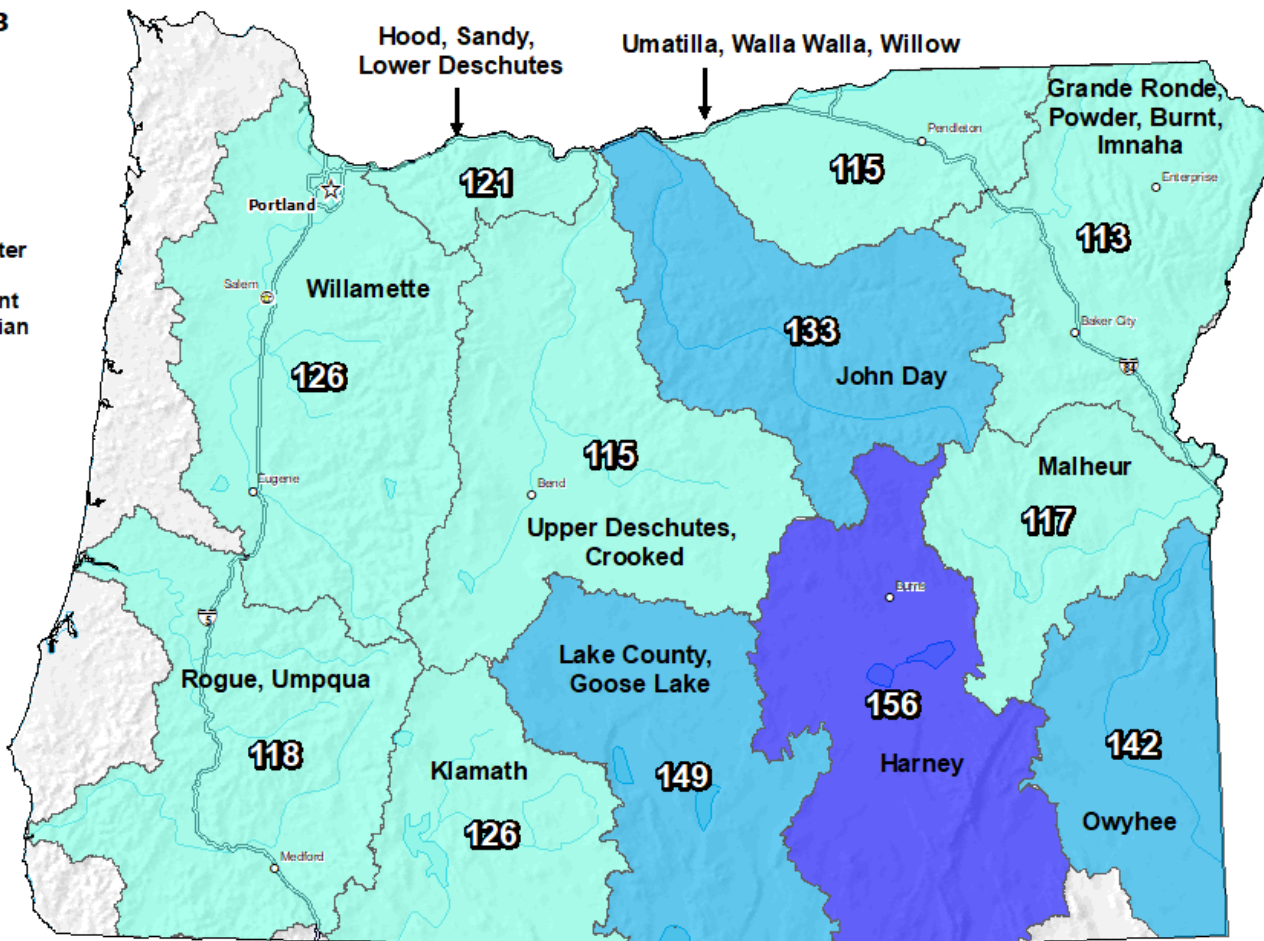 3
Hood, Sandy,
Lower Deschutes
Umatilla, Walla Walla, Willow
Grande Ronde,
Powder, Burnt,
Imnaha
Pendleton
Enterprise
121
115
113
Portland
ter
nt
ian
Salem
Willamette
126
133
John Day
Baker City
84
115
Bend
Upper Deschutes,
Crooked
Eugene
Malheur
117
Burns
5
Rogue, Umpqua
118
Lake County,
Goose Lake
149
156
Harney
142
Owyhee
Klamath
126
Medford